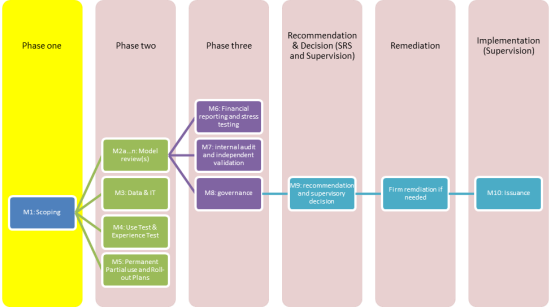 Phase one
Phase two
Phase three
Recommendation
& Decision (SRS
and Supervision)
Remediation
Implementation
(Supervision)
M1: Scoping
M2a...n: Model
review(s)
M3: Data & IT
M4: Use Test &
Experience Test
M5: Permanent
Partial use and Roll-
out Plans
M6: Financial
reporting and stress
testing
M7: internal audit
and independent
validation
M8: governance
M9: recommendation
and supervisory
decision
Firm remdiation if
needed
M10: Issuance